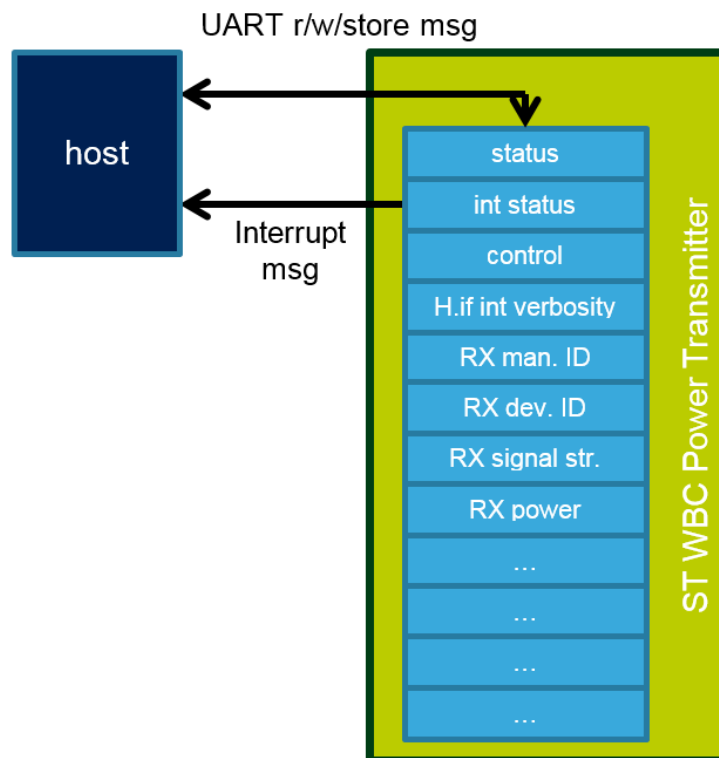 UART r/w/store msg
host
Interrupt
msg
status
int status
control
H.if int verbosity
RX man. ID
RX dev. ID
RX signal str.
RX power
...
...
...
...
ST WBC Power Transmitter